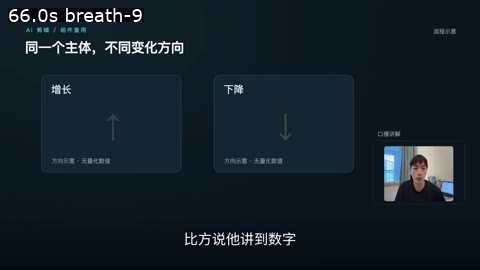 66.0s breath-9
AI 剪辑 / 组件复用
同一个主体，不同变化方向
流程示意
增长
下降
方向示意 · 无量化数值
方向示意 · 无量化数值
口播讲解
比方说他讲到数字